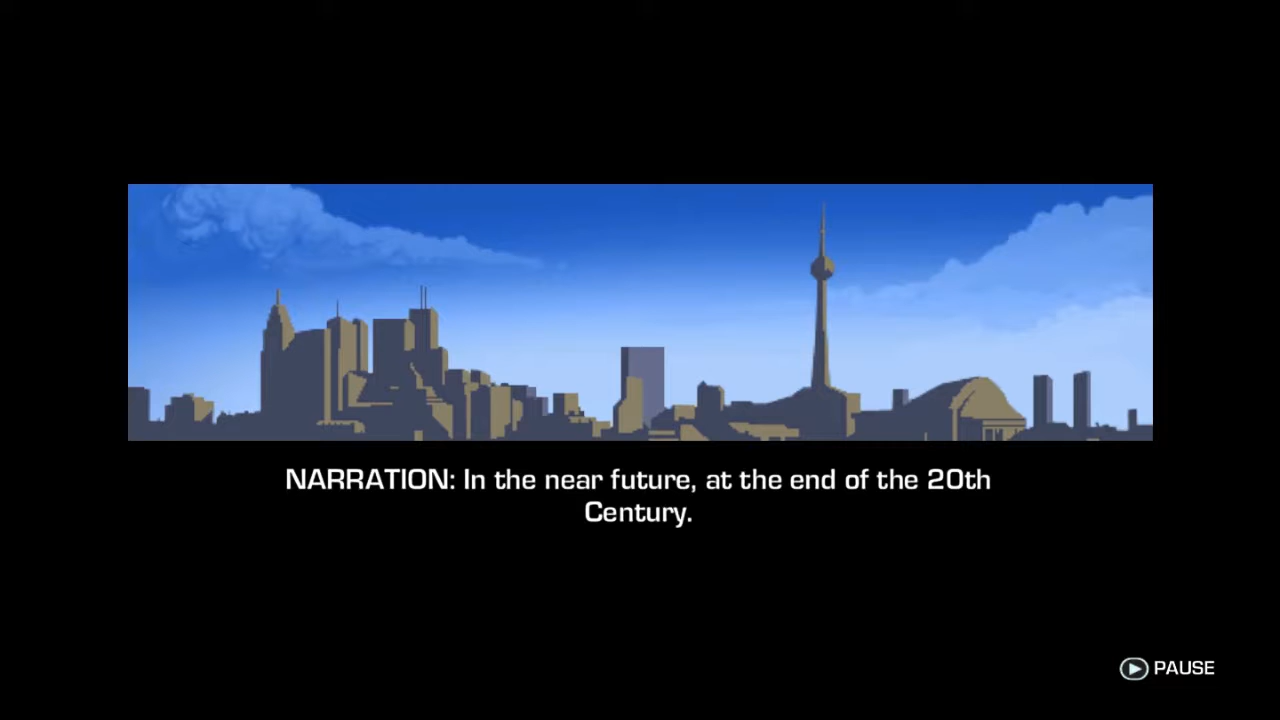 NARRATION: In the near future, at the end of the 20th
Century.
PAUSE